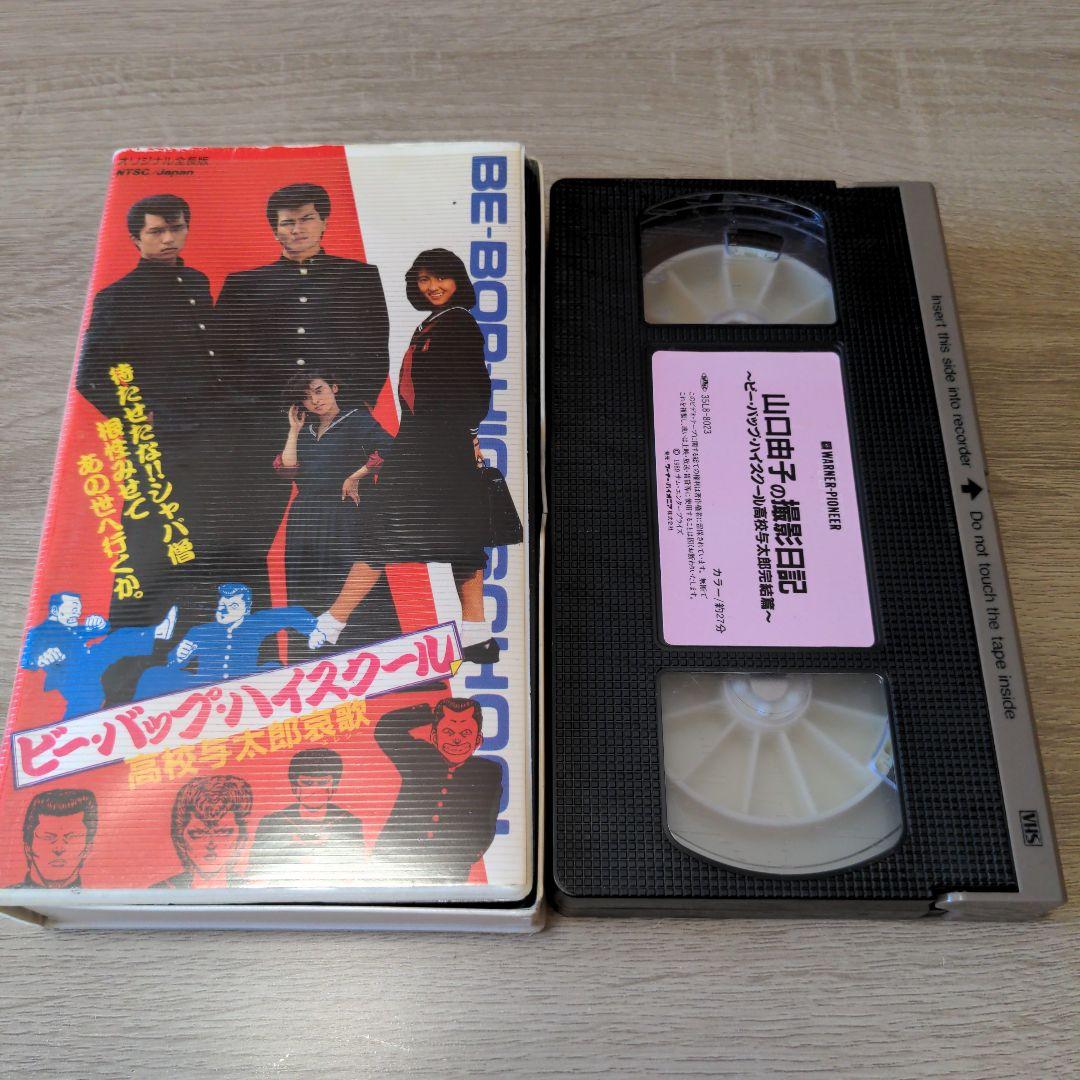 オリジナル全長版
NTSC/Japan
BE-BOP-HIGHSCHOOL
待たせたな!!シャバ僧
根性みせて
あの世へ行くか。
ビー・バップ・ハイスクール
高校与太郎哀歌
WARNER-PIONEER
山口由子の撮影日記
～ビー・バップ・ハイスクール高校与太郎完結篇～
35L8-8023
カラー/約27分
Insert this side into recorder
Do not touch the tape inside
VHS